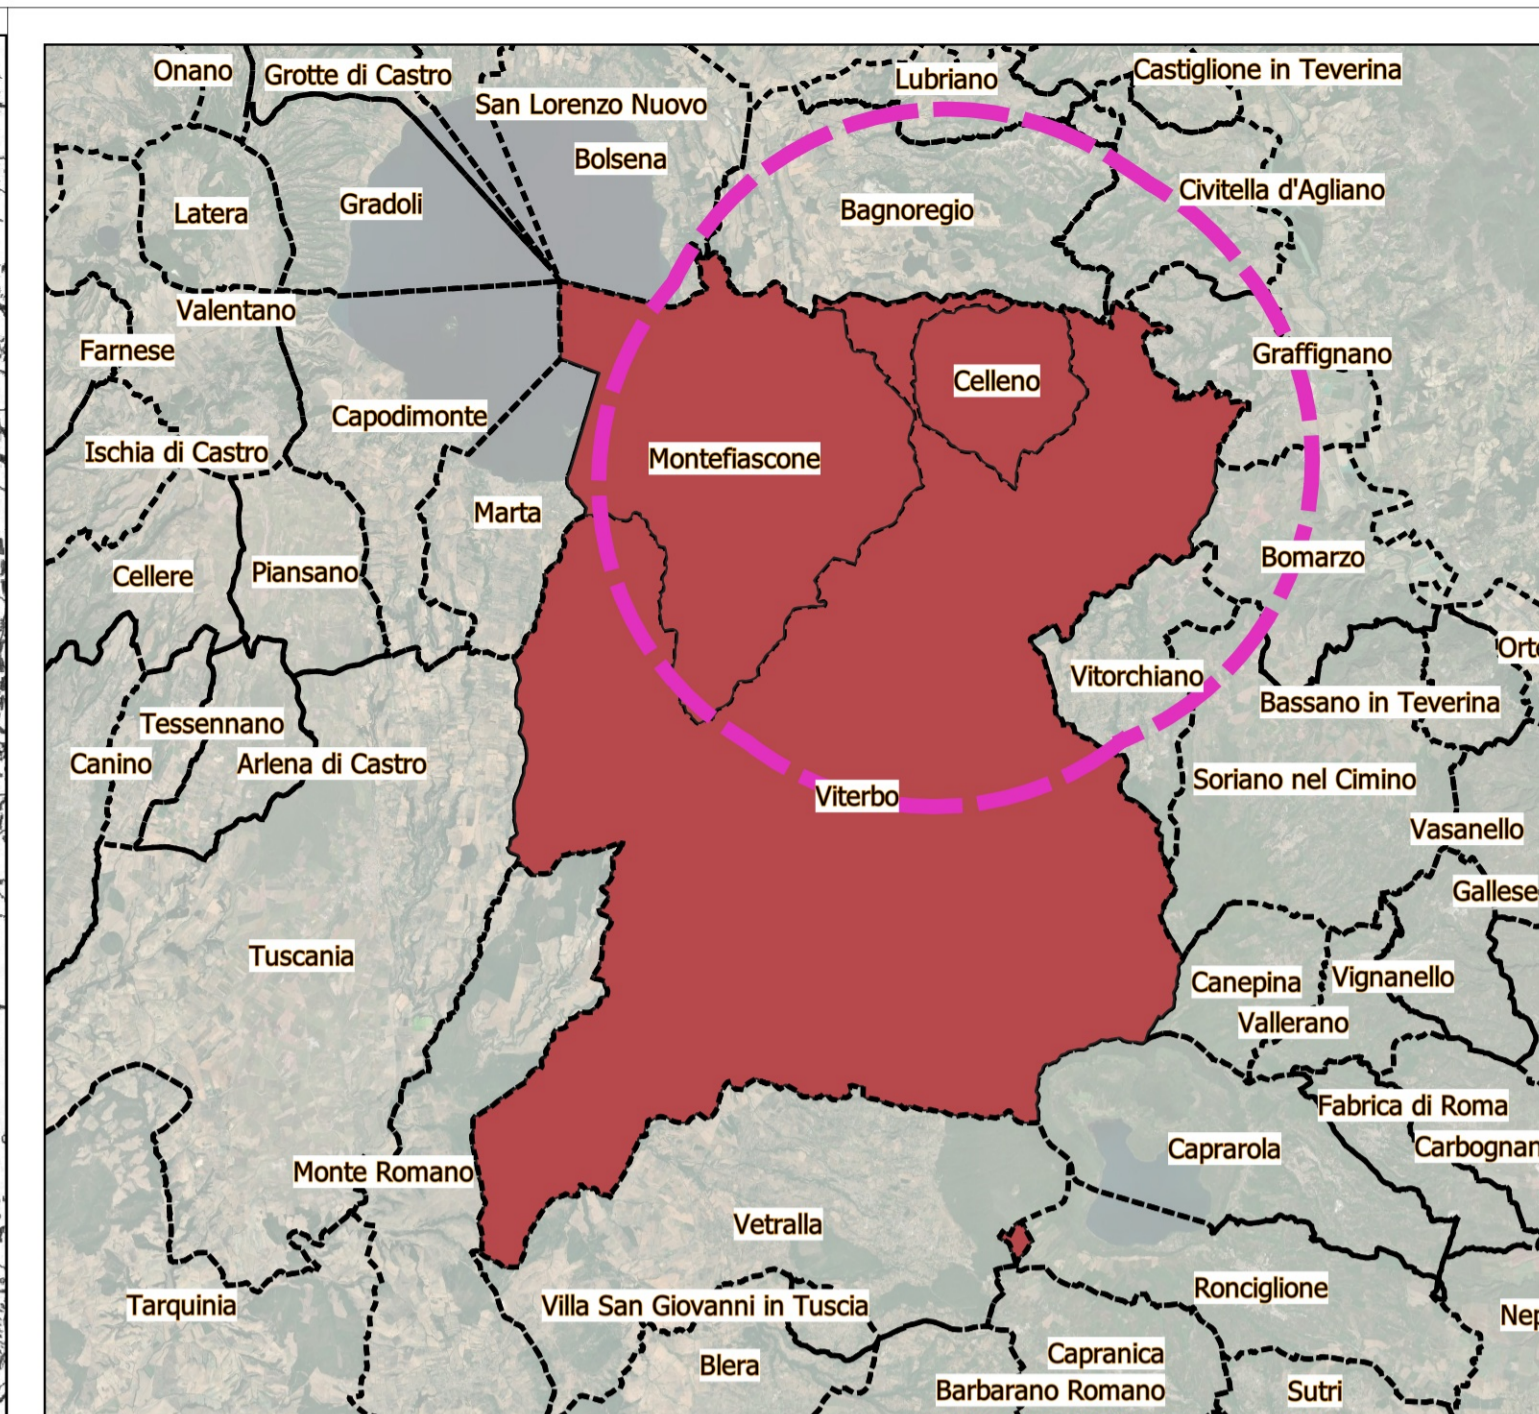 Onano
Grotte di Castro
Lubriano
Castiglione in Teverina
San Lorenzo Nuovo
Bolsena
Latera
Gradoli
Bagnoregio
Civitella d'Agliano
Valentano
Farnese
Graffignano
Celleno
Capodimonte
Ischia di Castro
Montefiascone
Marta
Cellere
Piansano
Bomarzo
Vitorchiano
Tessennano
Bassano in Teverina
Canino
Arlena di Castro
Soriano nel Cimino
Viterbo
Vasanello
Gallese
Tuscania
Canepina
Vignanello
Vallerano
Fabrica di Roma
Caprarola
Monte Romano
Vetralla
Ronciglione
Tarquinia
Villa San Giovanni in Tuscia
Blera
Capranica
Barbarano Romano
Sutri